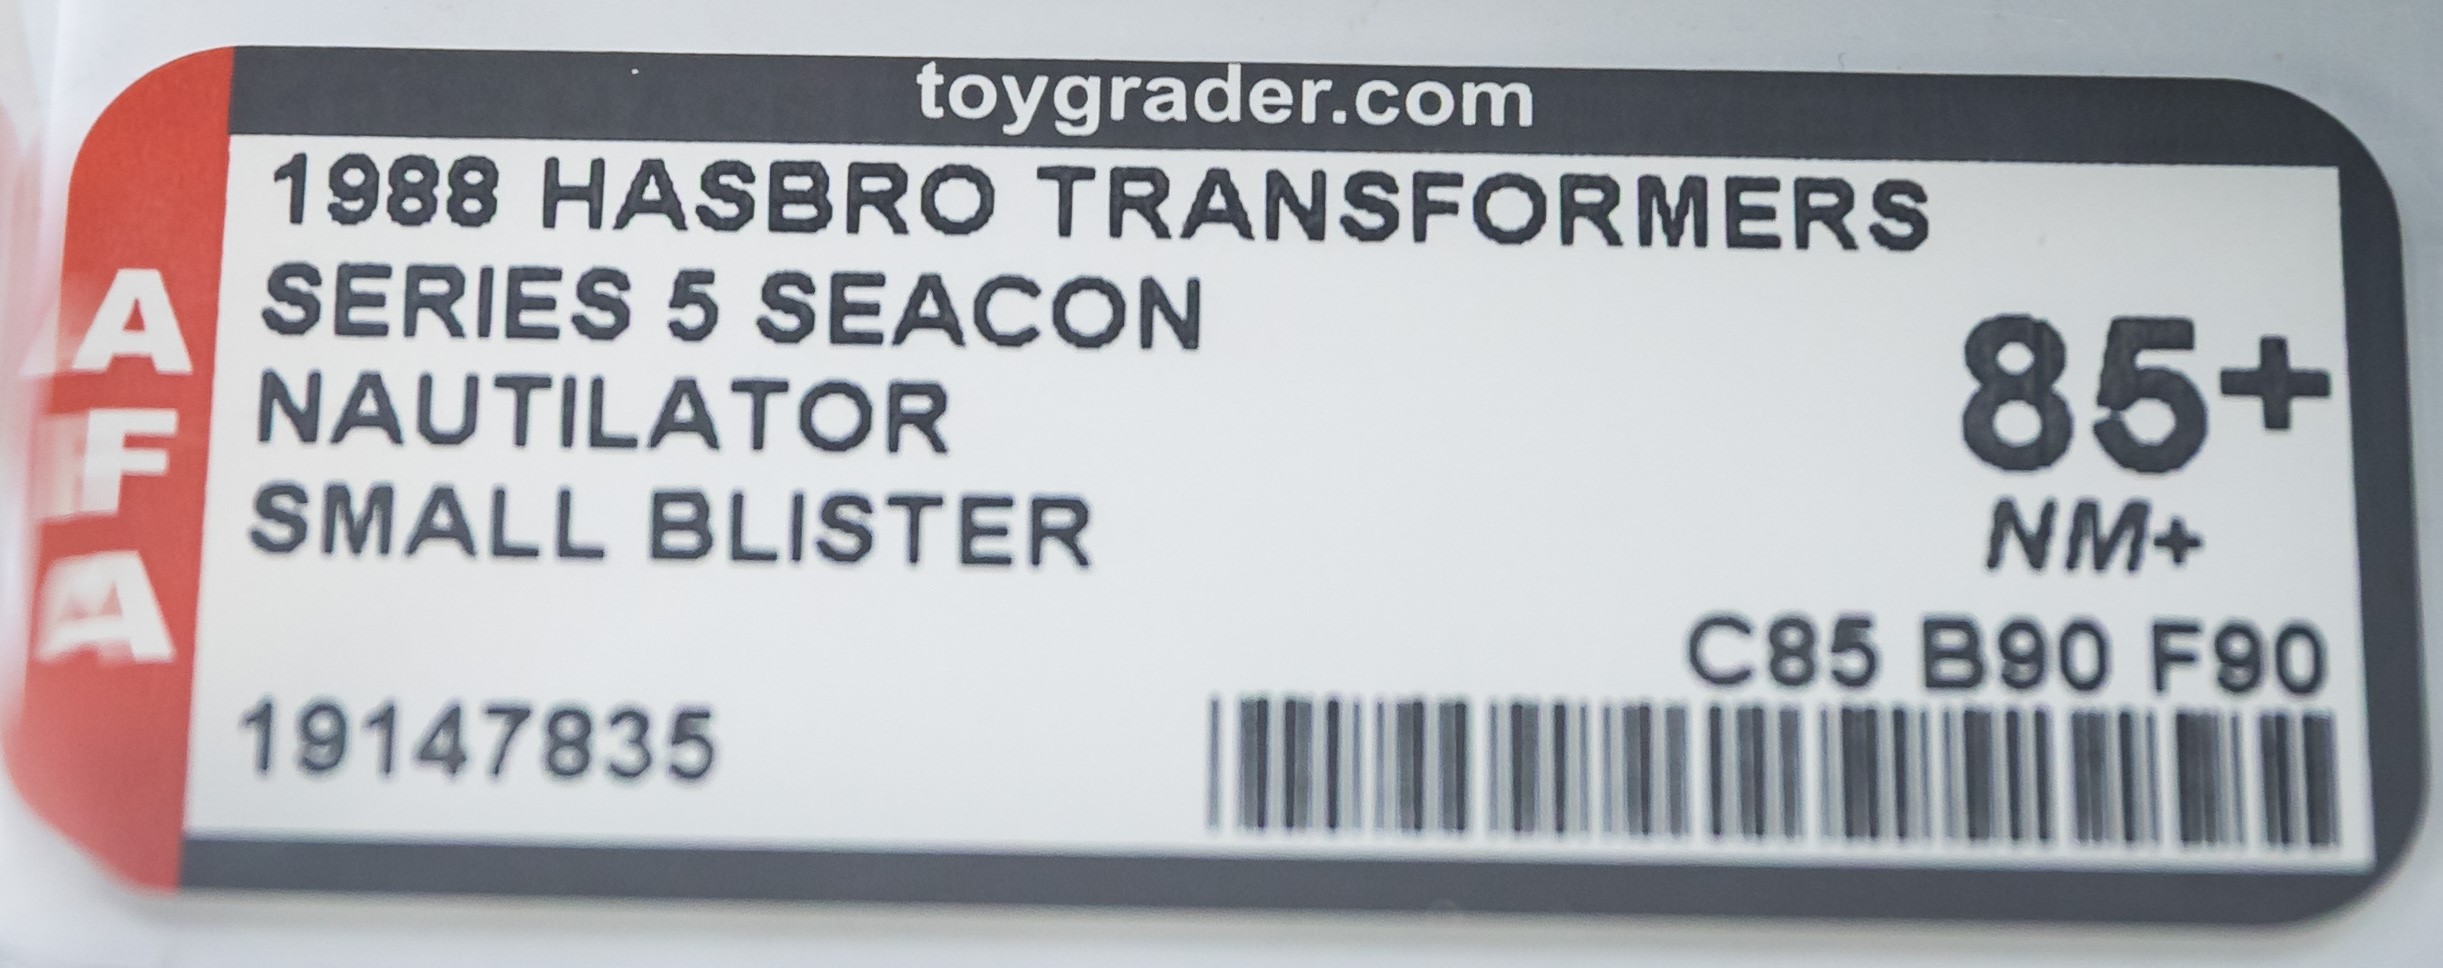 toygrader.com
AFA
1988 HASBRO TRANSFORMERS
SERIES 5 SEACON
NAUTILATOR
SMALL BLISTER
85+
NM+
C85 B90 F90
19147835